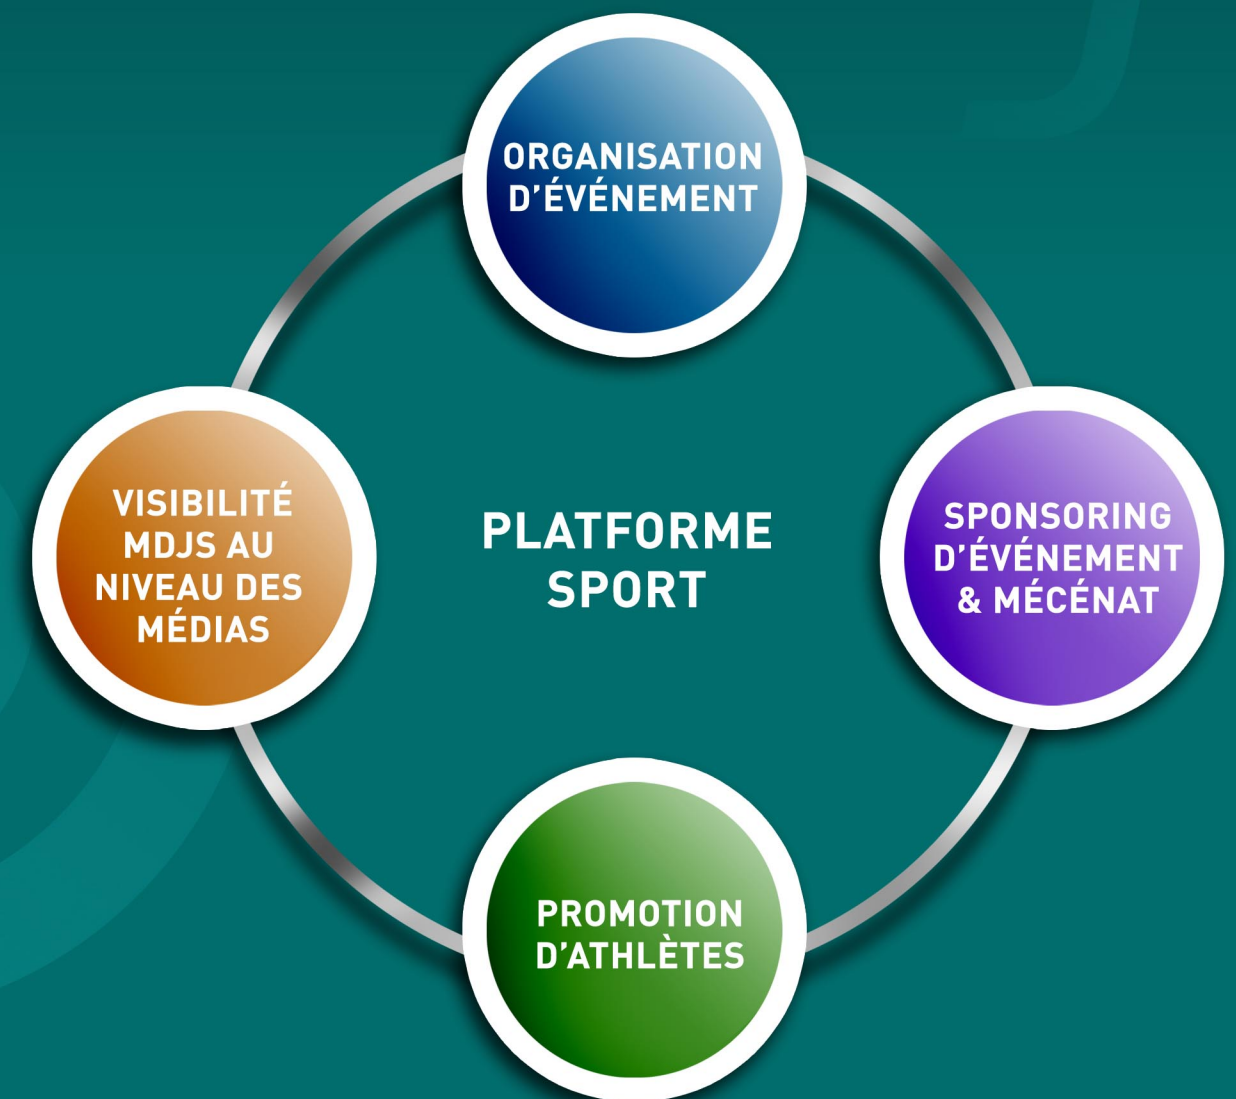 ORGANISATION
D'ÉVÉNEMENT
VISIBILITÉ
MDJS AU
NIVEAU DES
MÉDIAS
PLATFORME
SPORT
SPONSORING
D'ÉVÉNEMENT
& MÉCÉNAT
PROMOTION
D'ATHLÈTES